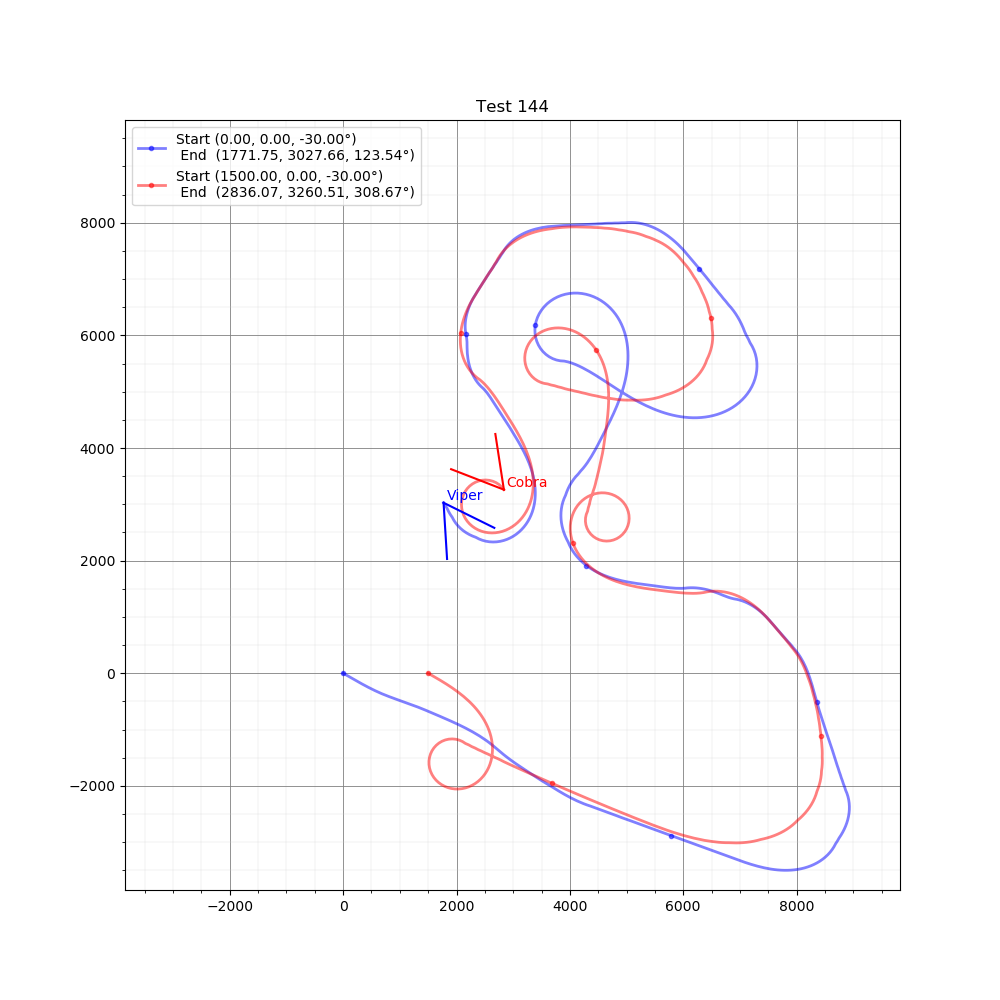 Test 144
Start (0.00, 0.00, -30.00°)
End  (1771.75, 3027.66, 123.54°)
Start (1500.00, 0.00, -30.00°)
End  (2836.07, 3260.51, 308.67°)
8000
6000
4000
2000
0
−2000
Cobra
Viper
−2000
0
2000
4000
6000
8000